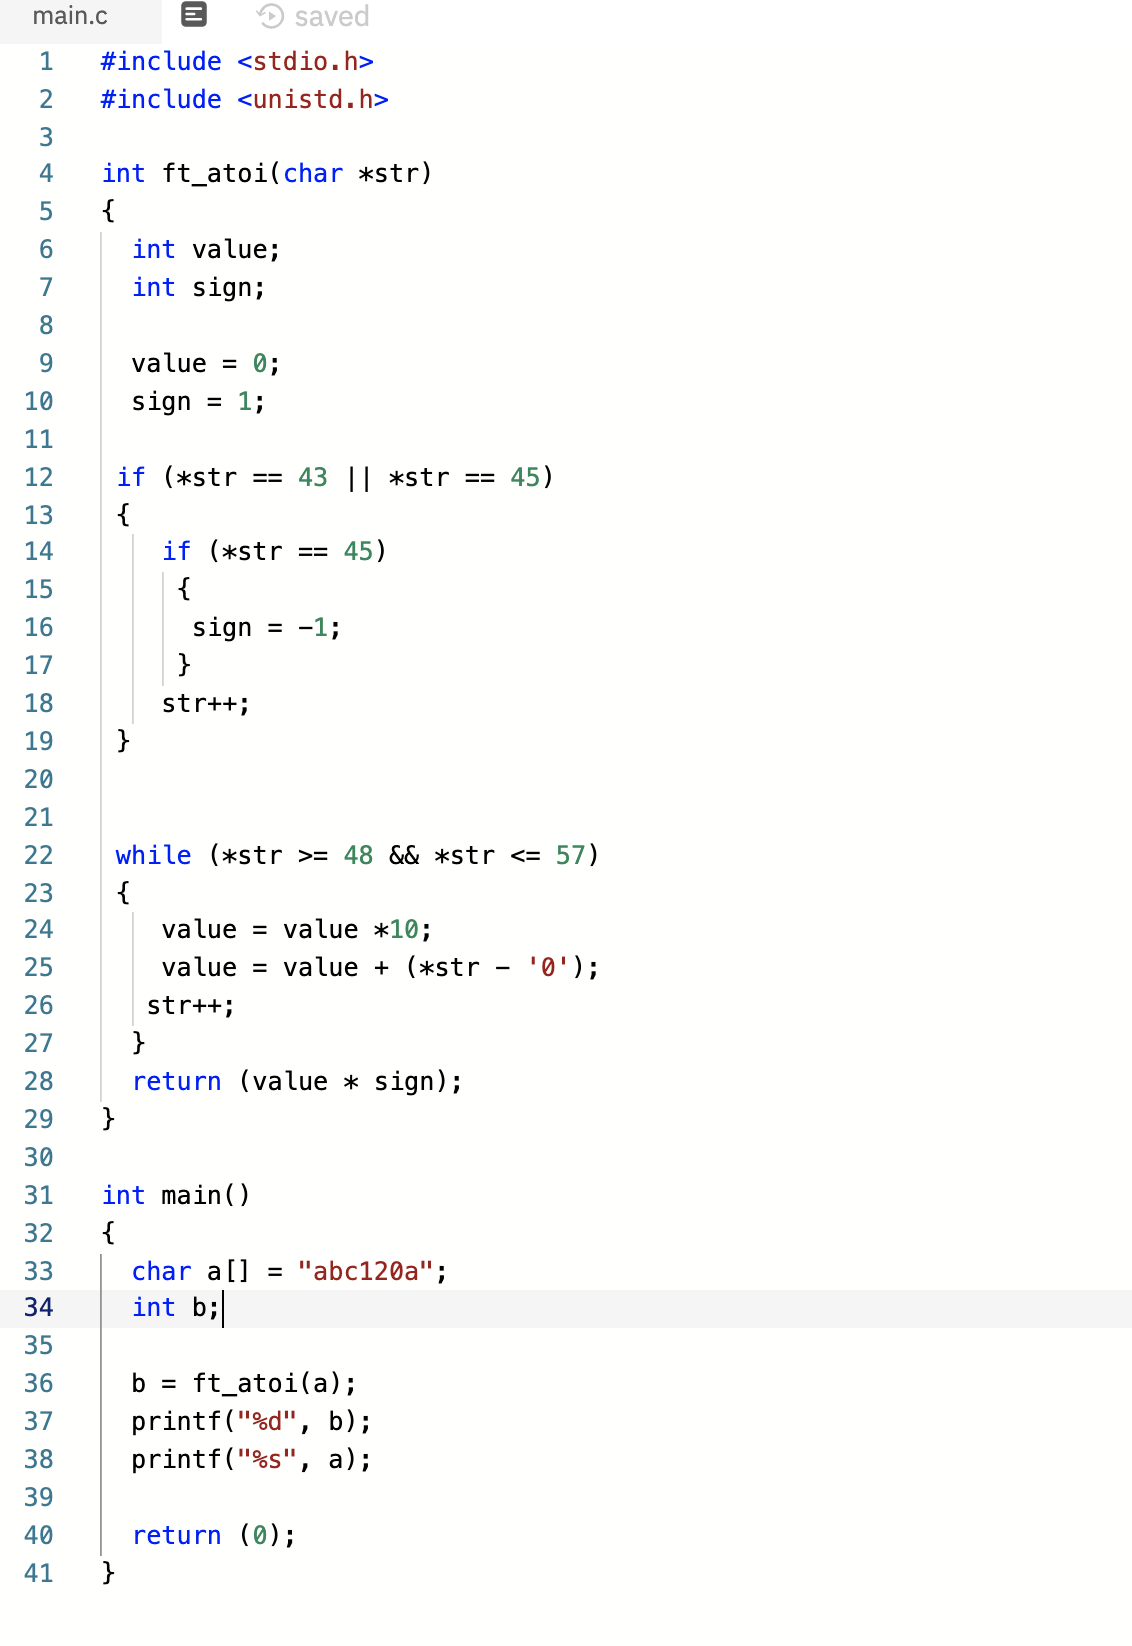 main.c saved
1 #include <stdio.h>
2 #include <unistd.h>
3
4 int ft_atoi(char *str)
5 {
6 int value;
7 int sign;
8
9 value = 0;
10 sign = 1;
11
12 if (*str == 43 || *str == 45)
13 {
14 if (*str == 45)
15 {
16 sign = -1;
17 }
18 str++;
19 }
20
21
22 while (*str >= 48 && *str <= 57)
23 {
24 value = value *10;
25 value = value + (*str - '0');
26 str++;
27 }
28 return (value * sign);
29 }
30
31 int main()
32 {
33 char a[] = "abc120a";
34 int b;
35
36 b = ft_atoi(a);
37 printf("%d", b);
38 printf("%s", a);
39
40 return (0);
41 }